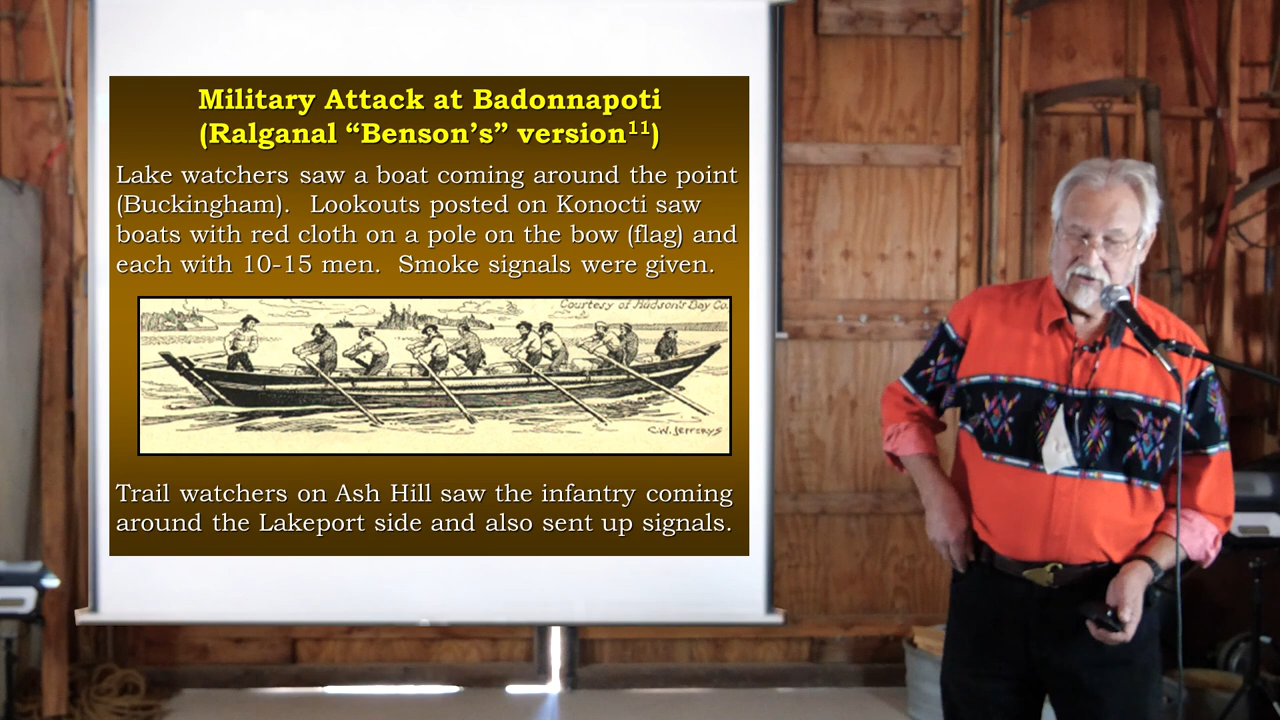 Military Attack at Badonnapoti
(Ralganal “Benson’s” version¹¹)
Lake watchers saw a boat coming around the point
(Buckingham).  Lookouts posted on Konocti saw
boats with red cloth on a pole on the bow (flag) and
each with 10-15 men.  Smoke signals were given.
Courtesy of Hudson's Bay Co.
C.W. JEFFERYS
Trail watchers on Ash Hill saw the infantry coming
around the Lakeport side and also sent up signals.